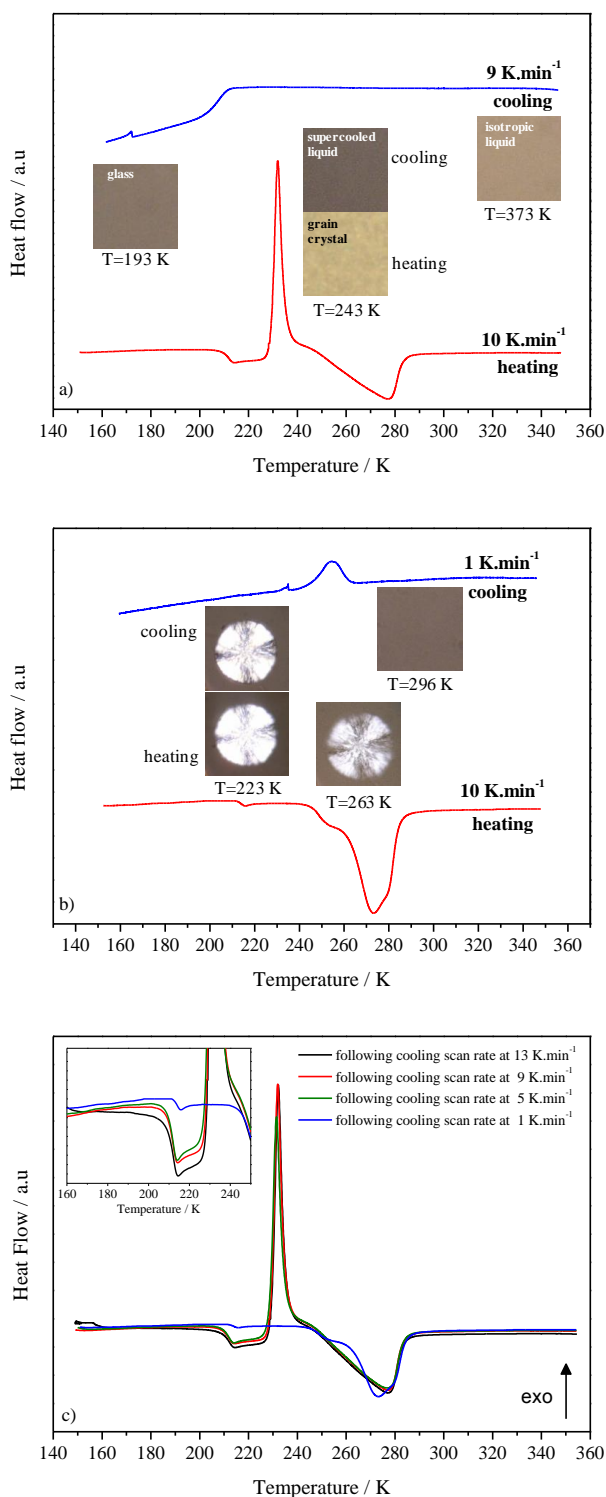 9 K.min-1
cooling
supercooled
liquid
cooling
isotropic
liquid
glass
T=193 K
grain
crystal
heating
T=243 K
T=373 K
10 K.min-1
heating
a)
Heat flow / a.u
140 160 180 200 220 240 260 280 300 320 340 360
Temperature / K
1 K.min-1
cooling
cooling
heating
T=223 K
T=263 K
T=296 K
10 K.min-1
heating
b)
Heat flow / a.u
140 160 180 200 220 240 260 280 300 320 340 360
Temperature / K
following cooling scan rate at 13 K.min-1
following cooling scan rate at 9 K.min-1
following cooling scan rate at 5 K.min-1
following cooling scan rate at 1 K.min-1
160 180 200 220 240
Temperature / K
exo
c)
Heat Flow / a.u
140 160 180 200 220 240 260 280 300 320 340 360
Temperature / K